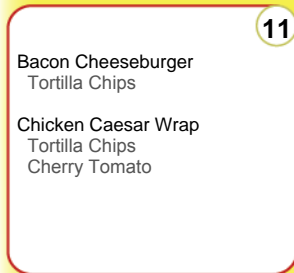 11
Bacon Cheeseburger
Tortilla Chips
Chicken Caesar Wrap
Tortilla Chips
Cherry Tomato